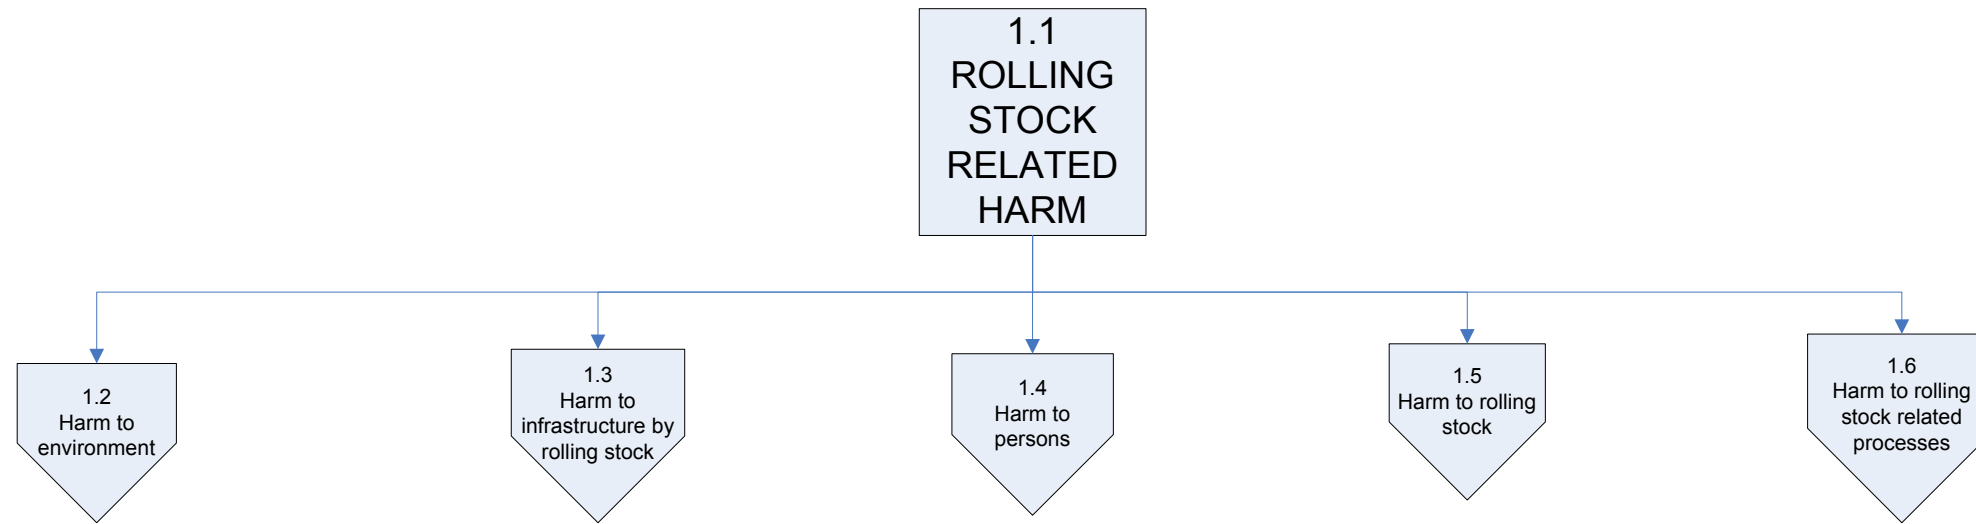 1.1
ROLLING
STOCK
RELATED
HARM
1.2
Harm to
environment
1.3
Harm to
infrastructure by
rolling stock
1.4
Harm to
persons
1.5
Harm to rolling
stock
1.6
Harm to rolling
stock related
processes